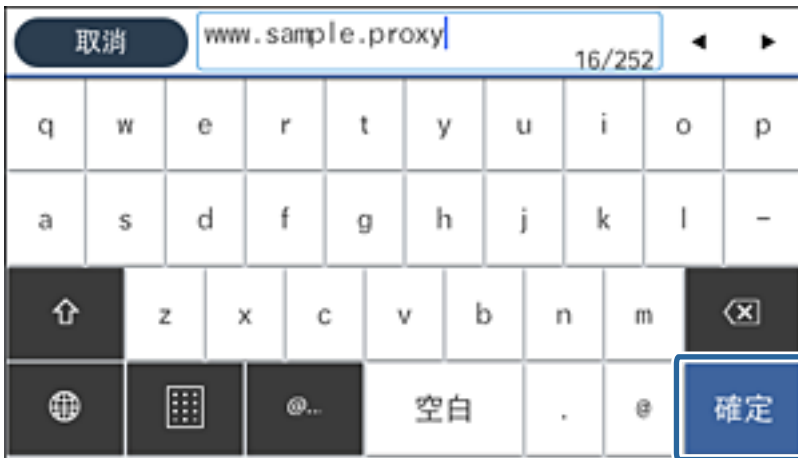 取消 www.sample.proxy 16/252
q w e r t y u i o p
a s d f g h j k l -
z x c v b n m
@... 空白 . @ 確定